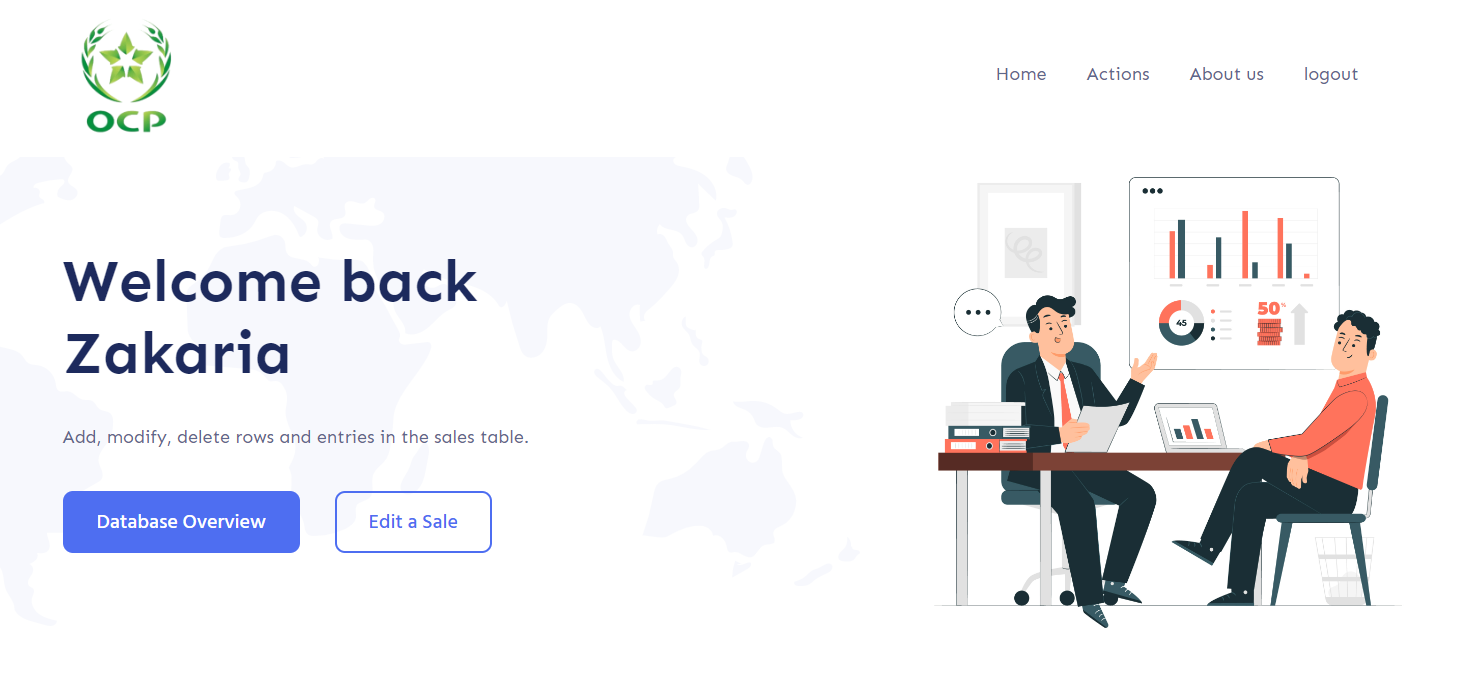 OCP
Home
Actions
About us
logout
Welcome back
Zakaria
Add, modify, delete rows and entries in the sales table.
Database Overview
Edit a Sale
50%
45